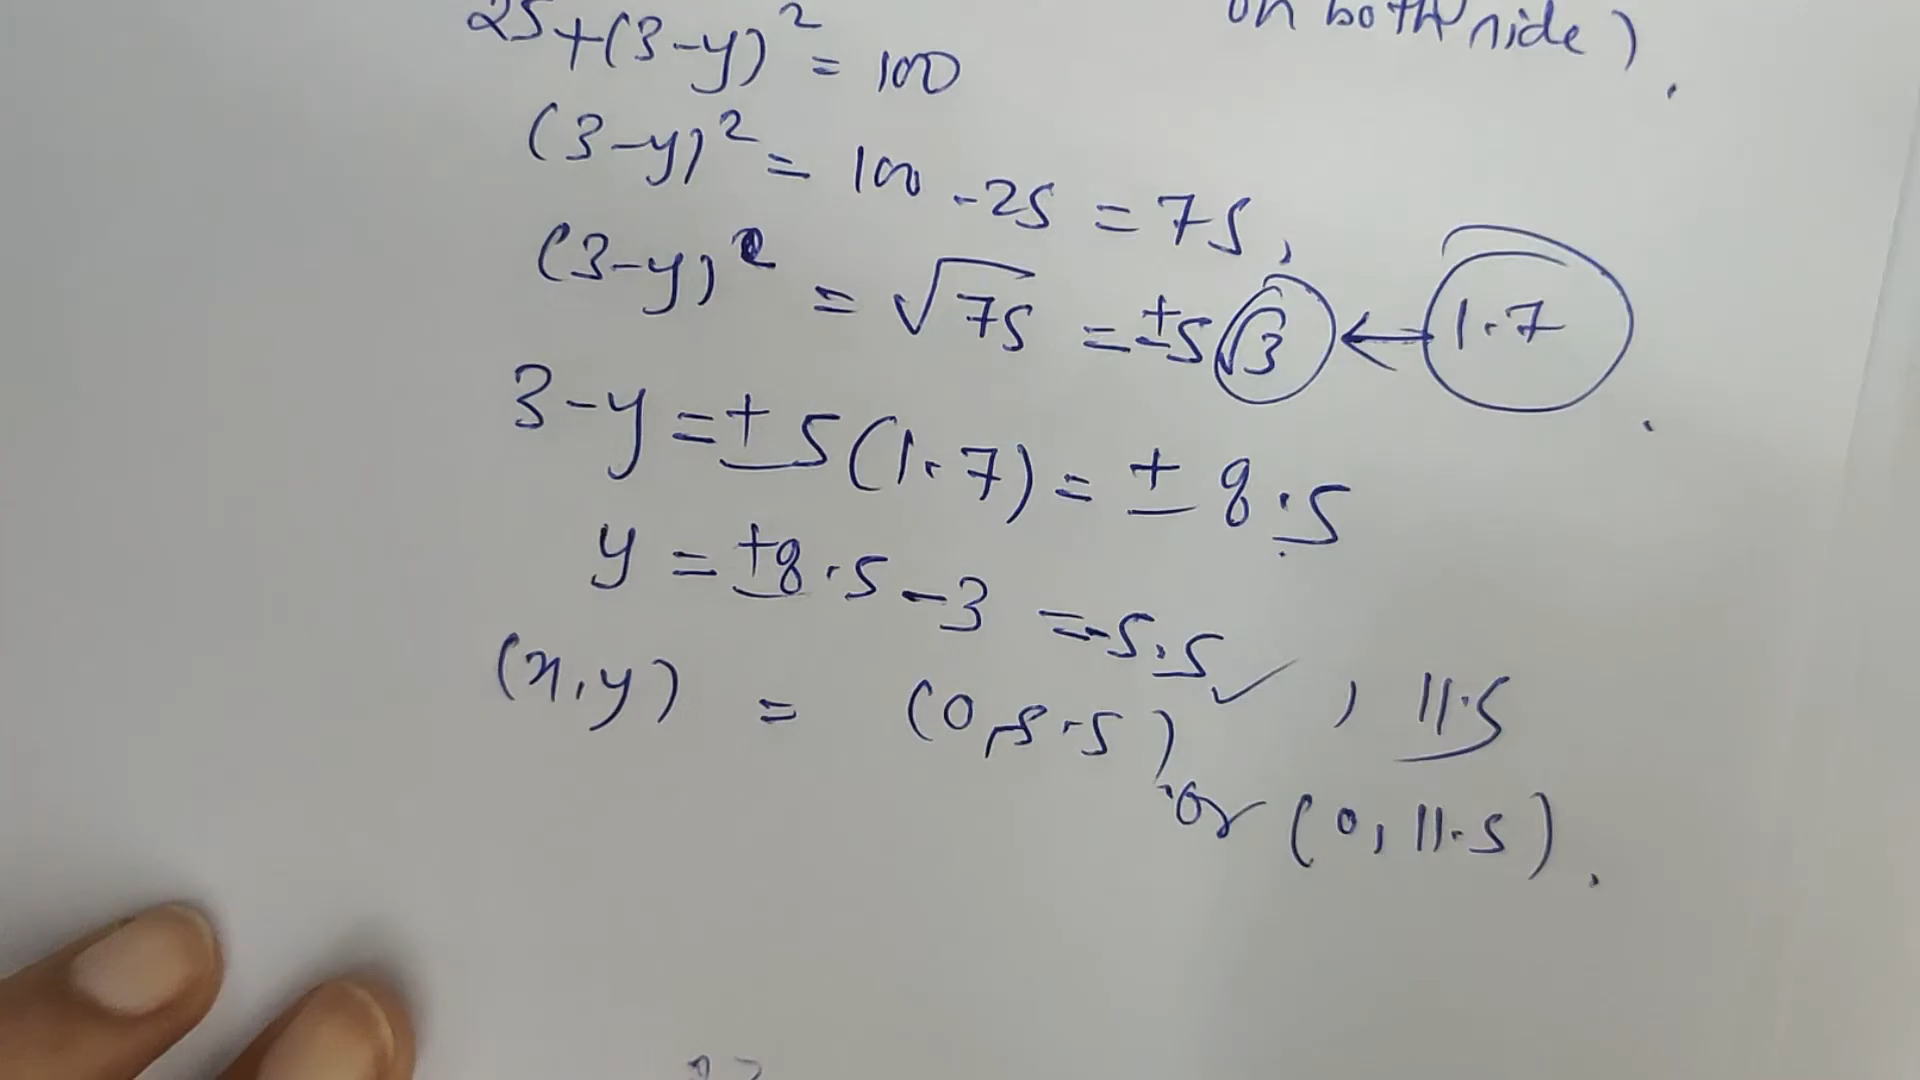 25+(3-y)² = 100
on both side).
(3-y)² = 100 - 25 = 75,
(3-y)² = √75 = ±5√3 ← 1.7
3-y = ± 5(1.7) = ± 8.5
y = ±8.5 - 3 = -5.5 ✓, 11.5
(x,y) = (0,5.5) or (0, 11.5).